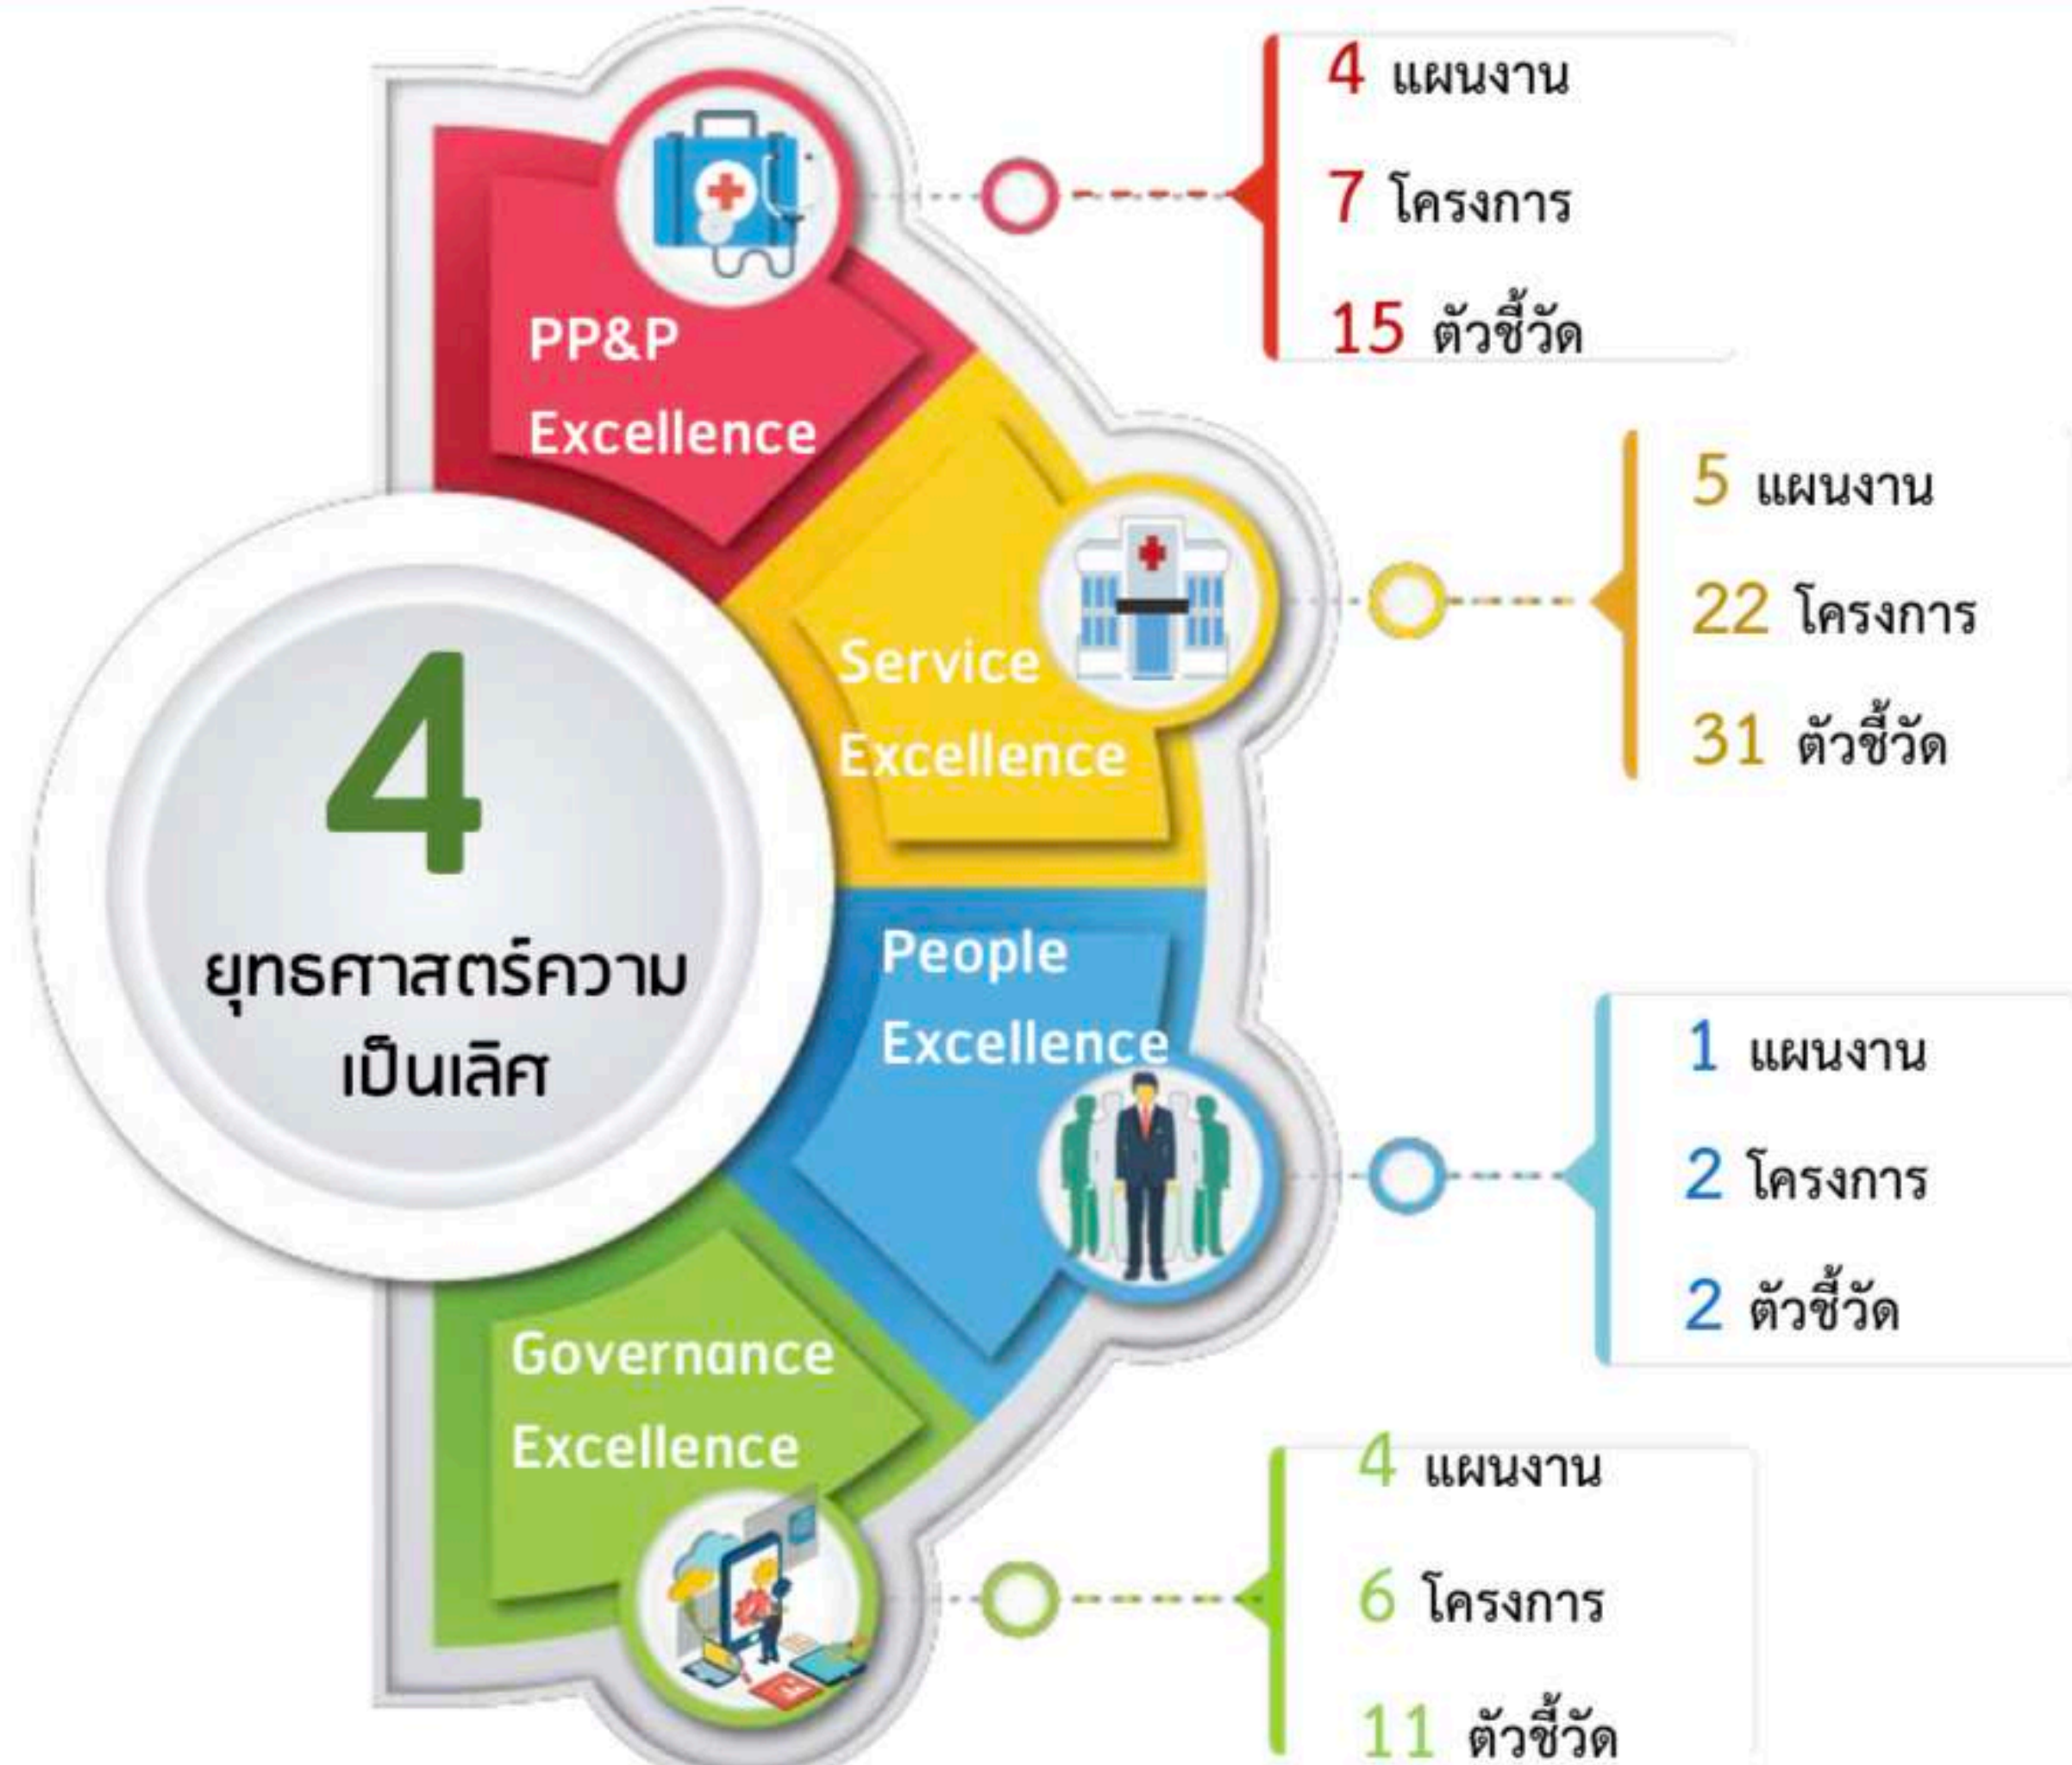 4 แผนงาน
7 โครงการ
15 ตัวชี้วัด
PP&P
Excellence
5 แผนงาน
22 โครงการ
31 ตัวชี้วัด
Service
Excellence
4
ยุทธศาสตร์ความ
เป็นเลิศ
People
Excellence
1 แผนงาน
2 โครงการ
2 ตัวชี้วัด
Governance
Excellence
4 แผนงาน
6 โครงการ
11 ตัวชี้วัด